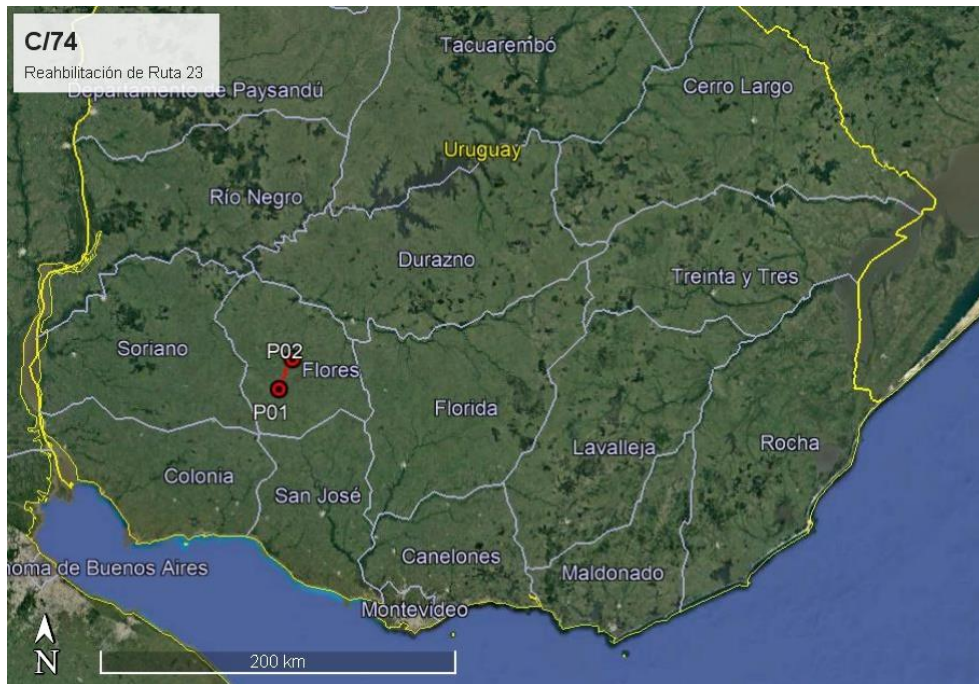 C/74
Reahbilitación de Ruta 23
Tacuarembó
Departamento de Paysandú
Cerro Largo
Uruguay
Río Negro
Durazno
Treinta y Tres
Soriano
P02
Flores
P01
Florida
Rocha
Lavalleja
Colonia
San José
Canelones
noma de Buenos Aires
Maldonado
Montevideo
N
200 km